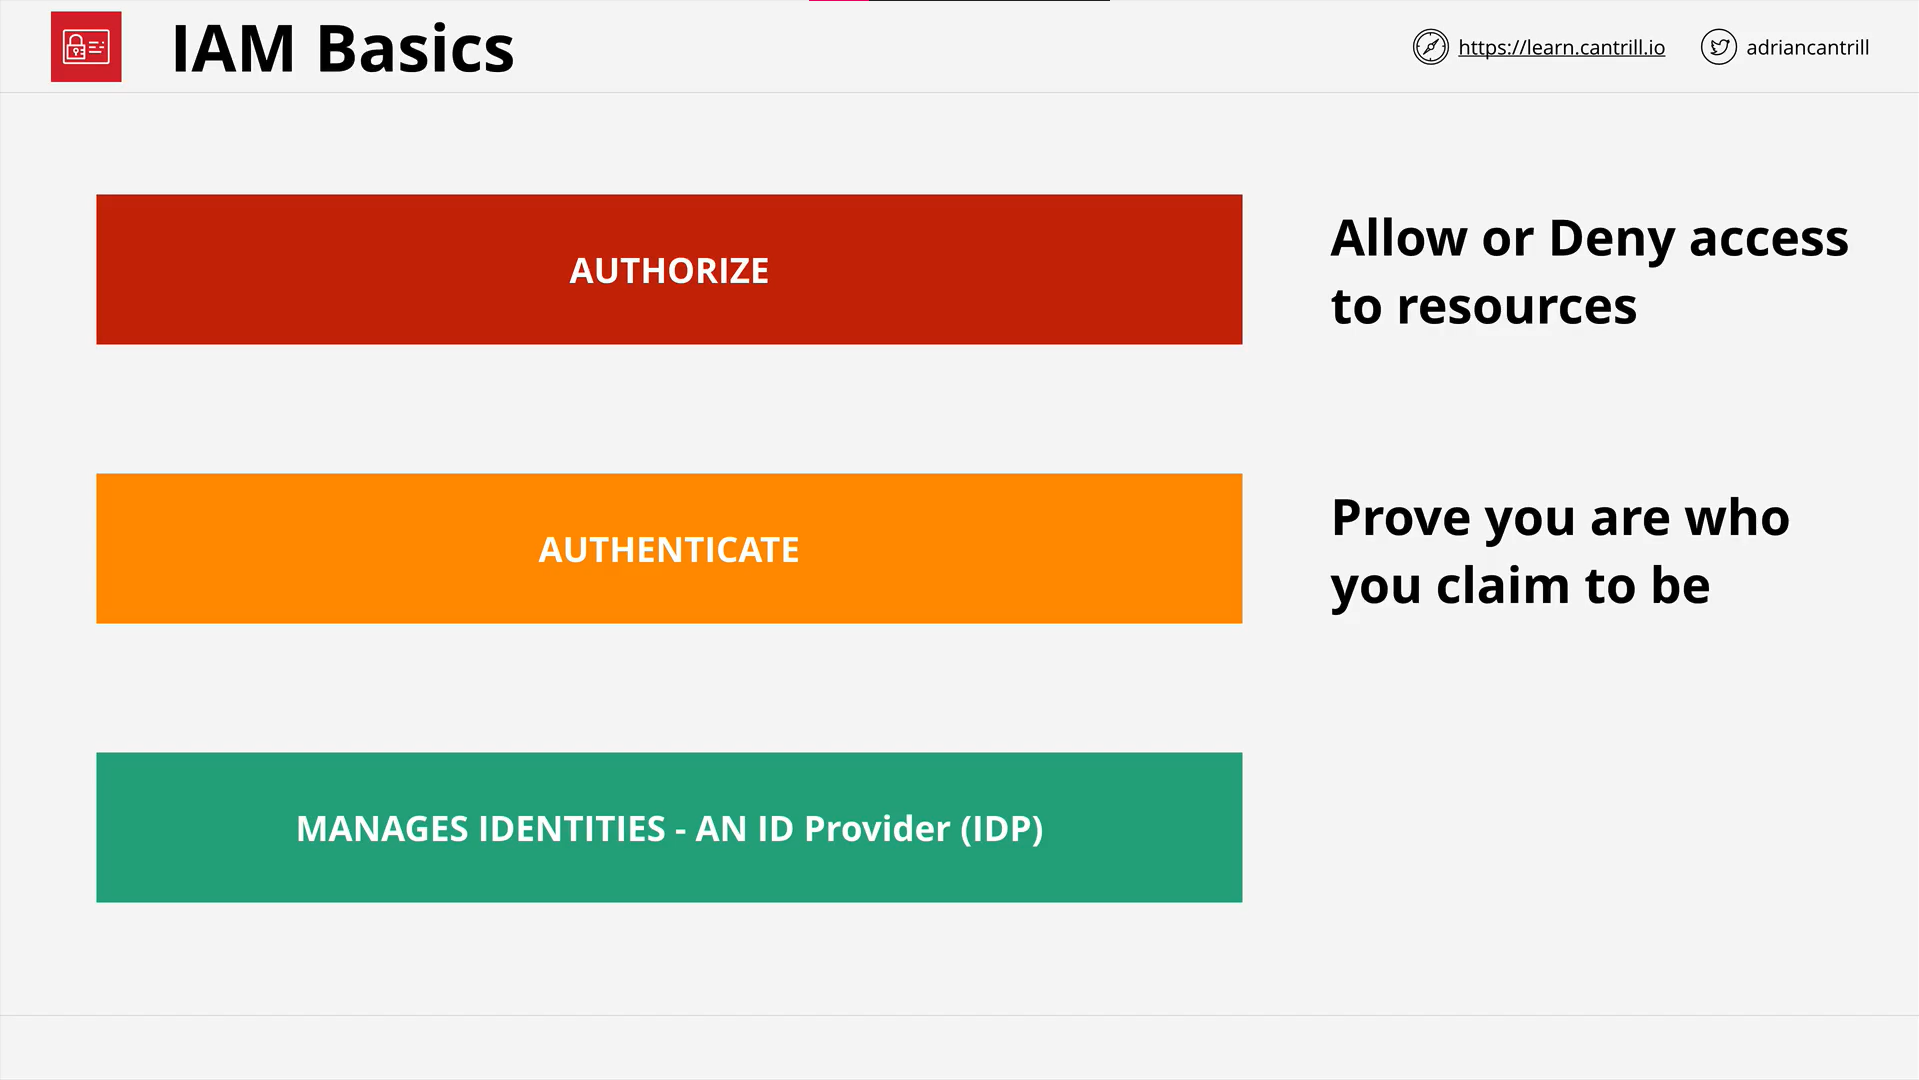 IAM Basics
https://learn.cantrill.io
adriancantrill
AUTHORIZE
Allow or Deny access
to resources
AUTHENTICATE
Prove you are who
you claim to be
MANAGES IDENTITIES - AN ID Provider (IDP)